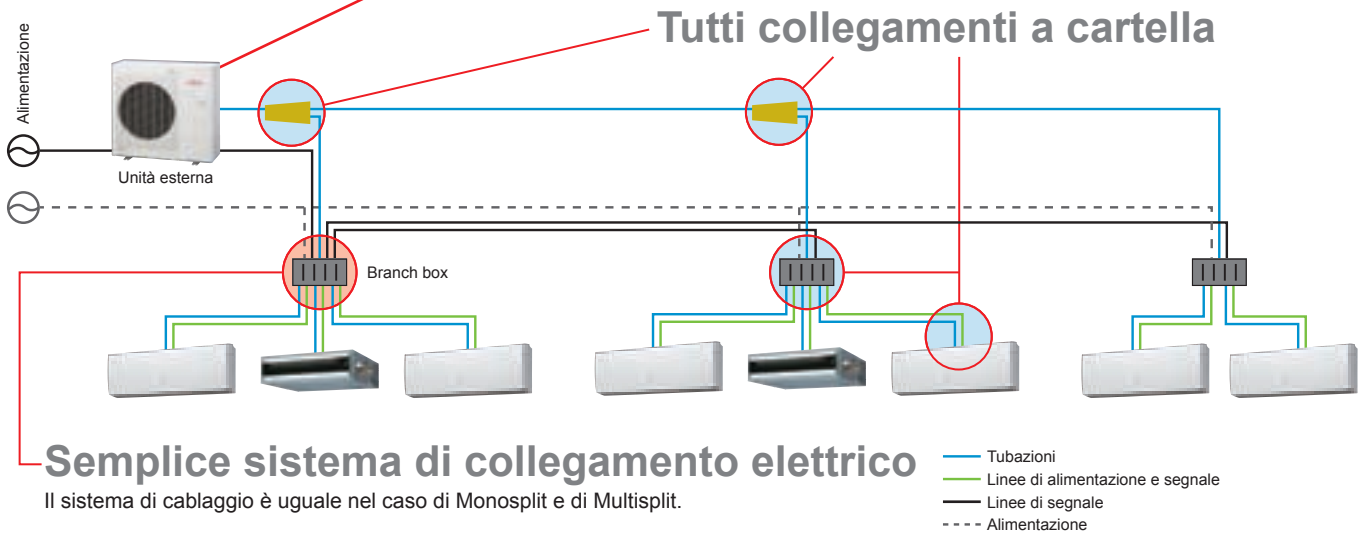 Tutti collegamenti a cartella
Alimentazione
Unità esterna
Branch box
Semplice sistema di collegamento elettrico
Il sistema di cablaggio è uguale nel caso di Monosplit e di Multisplit.
Tubazioni
Linee di alimentazione e segnale
Linee di segnale
Alimentazione